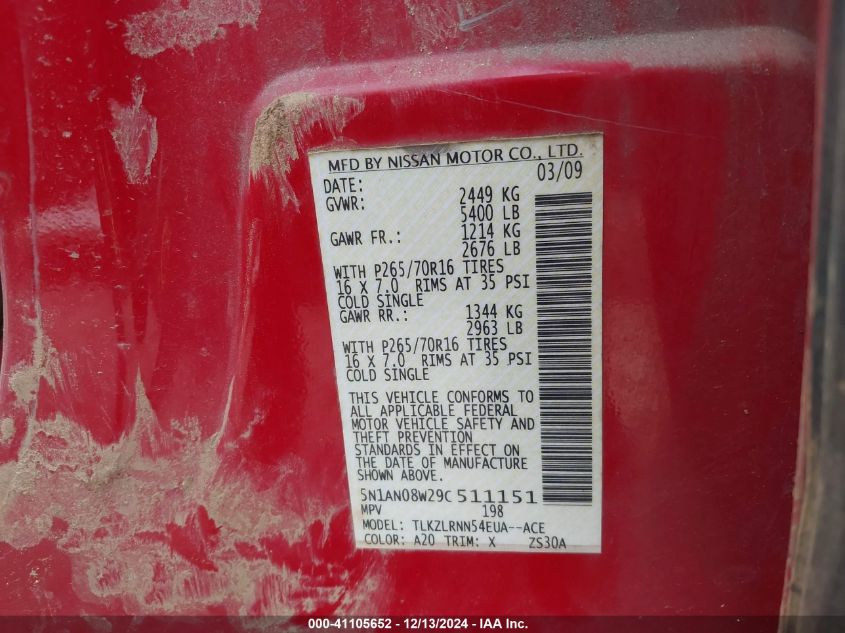 MFD BY NISSAN MOTOR CO., LTD.
DATE: 03/09
GVWR: 2449 KG
5400 LB
GAWR FR.: 1214 KG
2676 LB
WITH P265/70R16 TIRES
16 X 7.0 RIMS AT 35 PSI
COLD SINGLE
GAWR RR.: 1344 KG
2963 LB
WITH P265/70R16 TIRES
16 X 7.0 RIMS AT 35 PSI
COLD SINGLE
THIS VEHICLE CONFORMS TO
ALL APPLICABLE FEDERAL
MOTOR VEHICLE SAFETY AND
THEFT PREVENTION
STANDARDS IN EFFECT ON
THE DATE OF MANUFACTURE
SHOWN ABOVE.
5N1AN08W29C511151
MPV 198
MODEL: TLKZLRNN54EUA--ACE
COLOR: A20 TRIM: X ZS30A
000-41105652 - 12/13/2024 - IAA Inc.